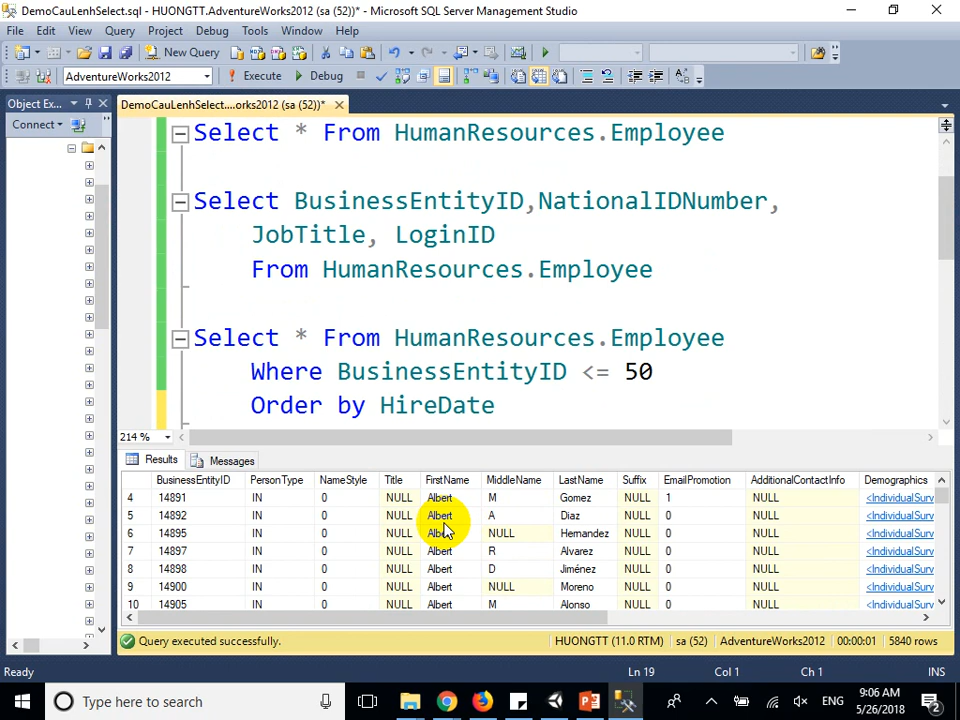 DemoCauLenhSelect.sql - HUONGTT.AdventureWorks2012 (sa (52))* - Microsoft SQL Server Management Studio
File Edit View Query Project Debug Tools Window Help
New Query
AdventureWorks2012 Execute Debug
Object Ex... DemoCauLenhSelect....orks2012 (sa (52))*
Connect
Select * From HumanResources.Employee
Select BusinessEntityID,NationalIDNumber,
JobTitle, LoginID
From HumanResources.Employee
Select * From HumanResources.Employee
Where BusinessEntityID <= 50
Order by HireDate
214 %
Results Messages
BusinessEntityID PersonType NameStyle Title FirstName MiddleName LastName Suffix EmailPromotion AdditionalContactInfo Demographics
4 14891 IN 0 NULL Albert M Gomez NULL 1 NULL <IndividualSurv
5 14892 IN 0 NULL Albert A Diaz NULL 0 NULL <IndividualSurv
6 14895 IN 0 NULL Albert NULL Hernandez NULL 0 NULL <IndividualSurv
7 14897 IN 0 NULL Albert R Alvarez NULL 0 NULL <IndividualSurv
8 14898 IN 0 NULL Albert D Jiménez NULL 0 NULL <IndividualSurv
9 14900 IN 0 NULL Albert NULL Moreno NULL 0 NULL <IndividualSurv
10 14905 IN 0 NULL Albert M Alonso NULL 0 NULL <IndividualSurv
Query executed successfully. HUONGTT (11.0 RTM) sa (52) AdventureWorks2012 00:00:01 5840 rows
Ready Ln 19 Col 1 Ch 1 INS
Type here to search ENG 9:06 AM
5/26/2018 2